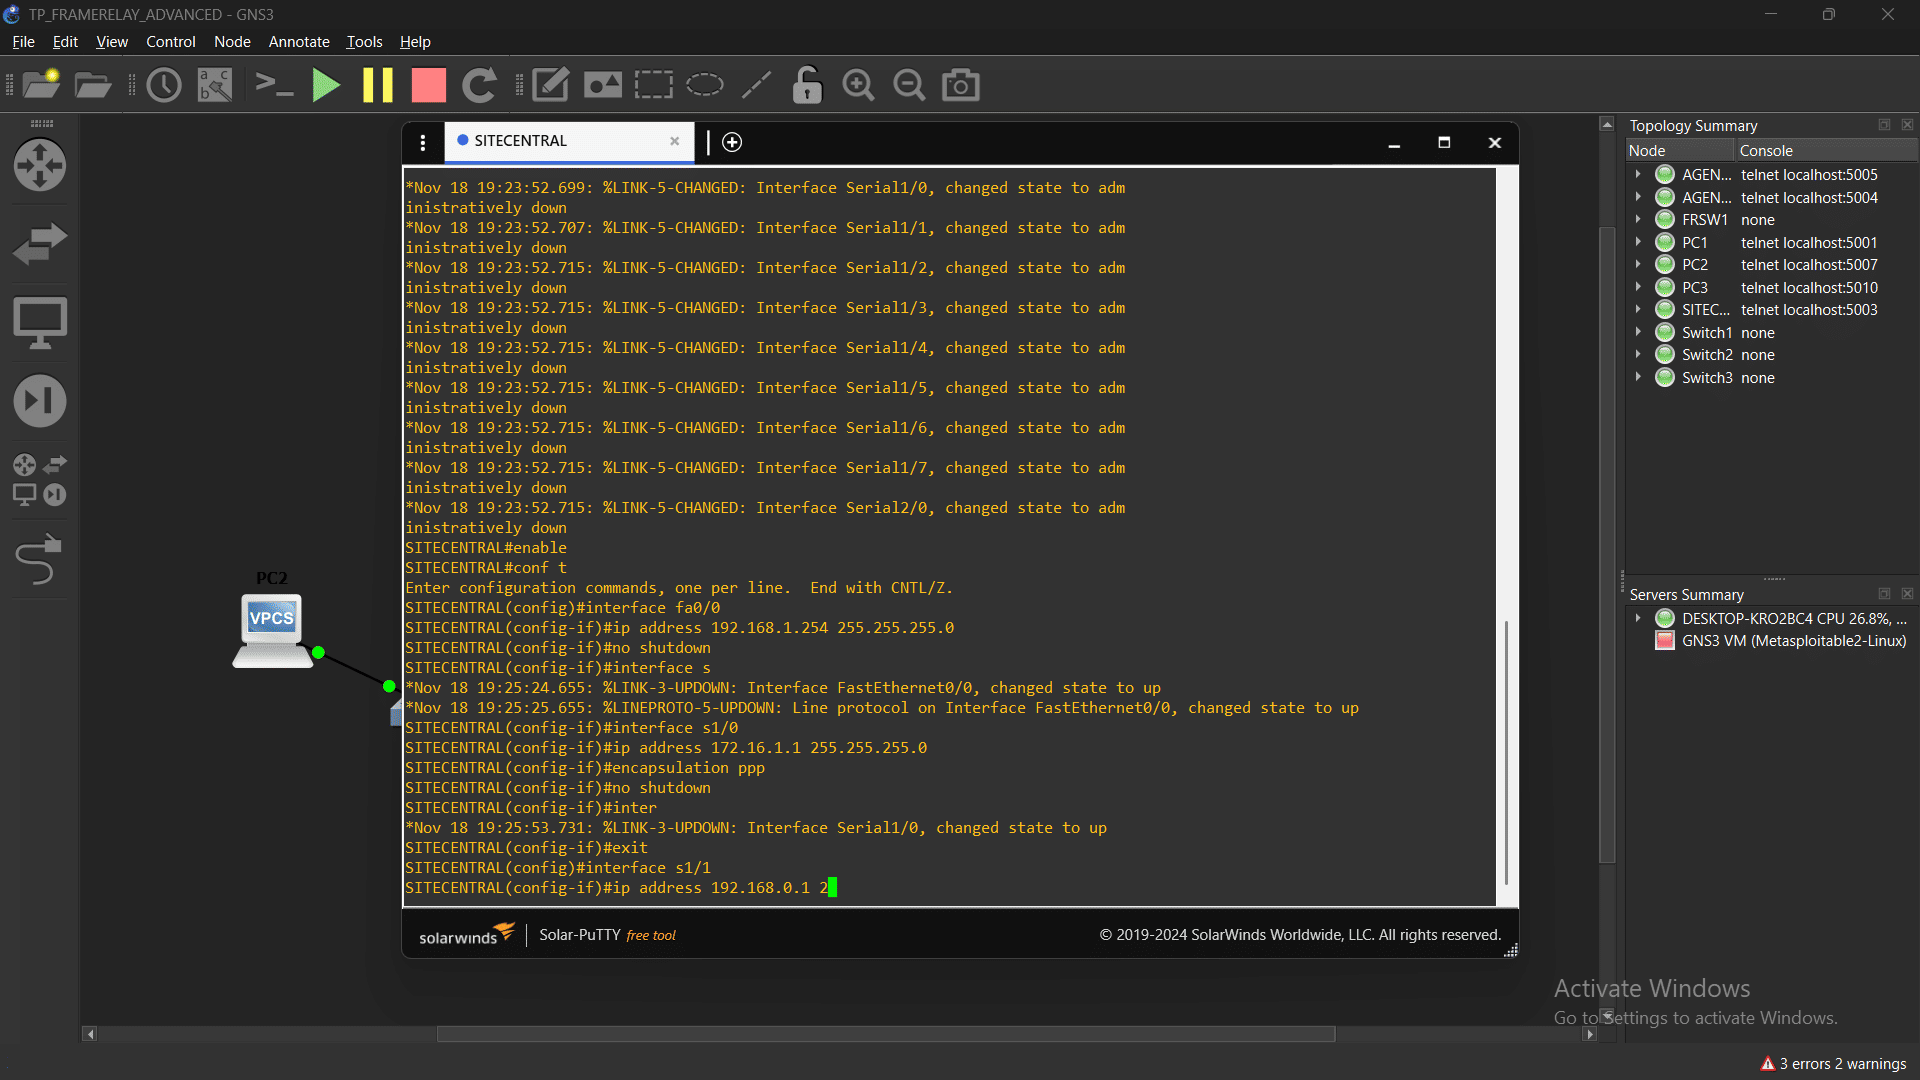 TP_FRAMERELAY_ADVANCED - GNS3
File Edit View Control Node Annotate Tools Help
SITECENTRAL
*Nov 18 19:23:52.699: %LINK-5-CHANGED: Interface Serial1/0, changed state to adm
inistratively down
*Nov 18 19:23:52.707: %LINK-5-CHANGED: Interface Serial1/1, changed state to adm
inistratively down
*Nov 18 19:23:52.715: %LINK-5-CHANGED: Interface Serial1/2, changed state to adm
inistratively down
*Nov 18 19:23:52.715: %LINK-5-CHANGED: Interface Serial1/3, changed state to adm
inistratively down
*Nov 18 19:23:52.715: %LINK-5-CHANGED: Interface Serial1/4, changed state to adm
inistratively down
*Nov 18 19:23:52.715: %LINK-5-CHANGED: Interface Serial1/5, changed state to adm
inistratively down
*Nov 18 19:23:52.715: %LINK-5-CHANGED: Interface Serial1/6, changed state to adm
inistratively down
*Nov 18 19:23:52.715: %LINK-5-CHANGED: Interface Serial1/7, changed state to adm
inistratively down
*Nov 18 19:23:52.715: %LINK-5-CHANGED: Interface Serial2/0, changed state to adm
inistratively down
SITECENTRAL#enable
SITECENTRAL#conf t
Enter configuration commands, one per line.  End with CNTL/Z.
SITECENTRAL(config)#interface fa0/0
SITECENTRAL(config-if)#ip address 192.168.1.254 255.255.255.0
SITECENTRAL(config-if)#no shutdown
SITECENTRAL(config-if)#interface s
*Nov 18 19:25:24.655: %LINK-3-UPDOWN: Interface FastEthernet0/0, changed state to up
*Nov 18 19:25:25.655: %LINEPROTO-5-UPDOWN: Line protocol on Interface FastEthernet0/0, changed state to up
SITECENTRAL(config-if)#interface s1/0
SITECENTRAL(config-if)#ip address 172.16.1.1 255.255.255.0
SITECENTRAL(config-if)#encapsulation ppp
SITECENTRAL(config-if)#no shutdown
SITECENTRAL(config-if)#inter
*Nov 18 19:25:53.731: %LINK-3-UPDOWN: Interface Serial1/0, changed state to up
SITECENTRAL(config-if)#exit
SITECENTRAL(config)#interface s1/1
SITECENTRAL(config-if)#ip address 192.168.0.1 2
solarwinds Solar-PuTTY free tool
© 2019-2024 SolarWinds Worldwide, LLC. All rights reserved.
PC2
VPCS
Topology Summary
Node Console
AGEN... telnet localhost:5005
AGEN... telnet localhost:5004
FRSW1 none
PC1 telnet localhost:5001
PC2 telnet localhost:5007
PC3 telnet localhost:5010
SITEC... telnet localhost:5003
Switch1 none
Switch2 none
Switch3 none
Servers Summary
DESKTOP-KRO2BC4 CPU 26.8%, ...
GNS3 VM (Metasploitable2-Linux)
Activate Windows
Go to Settings to activate Windows.
3 errors 2 warnings